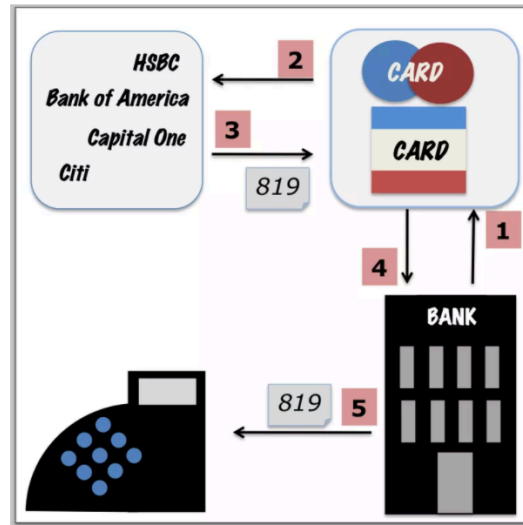 HSBC
Bank of America
Capital One
Citi
2
3
819
CARD
CARD
4
1
BANK
819
5